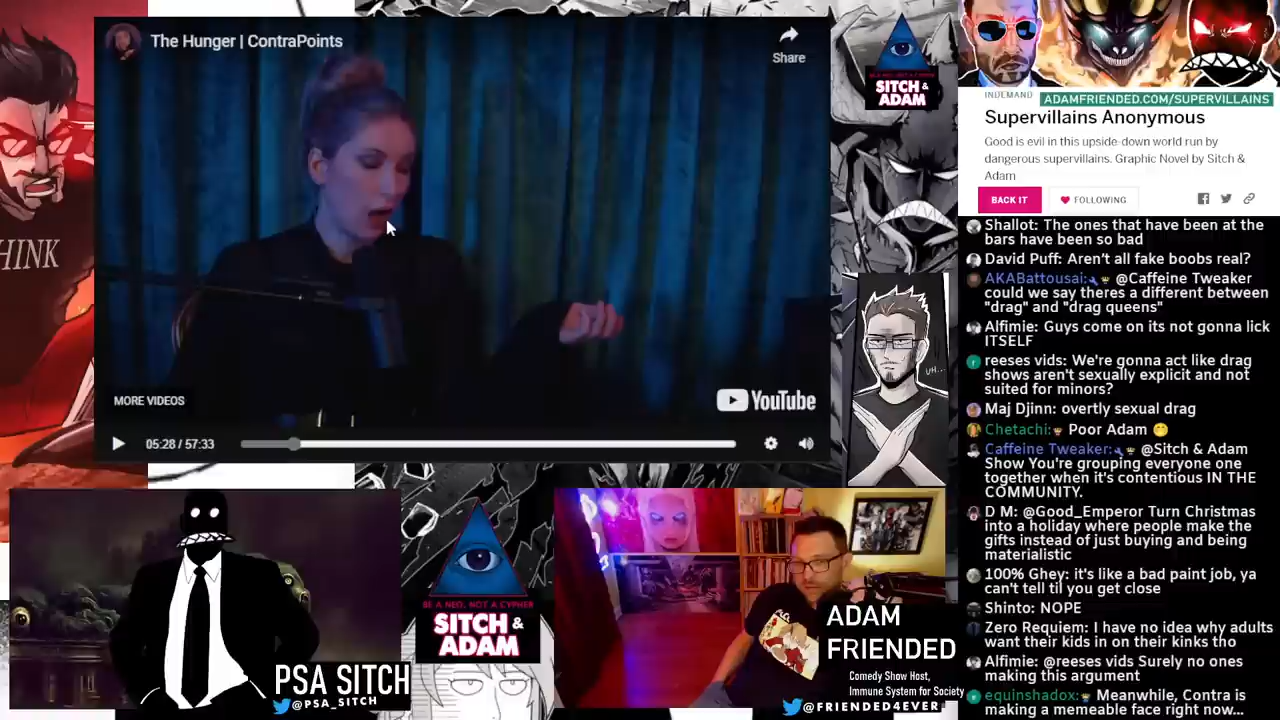 The Hunger | ContraPoints
Share
MORE VIDEOS
YouTube
05:28 / 57:33
HINK
SITCH &
ADAM
UH...
BE A NEO, NOT A CYPHER
SITCH &
ADAM
PSA SITCH
@PSA_SITCH
ADAM
FRIENDED
Comedy Show Host,
Immune System for Society
@FRIENDED4EVER
INDEMAND
ADAMFRIENDED.COM/SUPERVILLAINS
Supervillains Anonymous
Good is evil in this upside-down world run by
dangerous supervillains. Graphic Novel by Sitch &
Adam
BACK IT
FOLLOWING
Shallot: The ones that have been at the
bars have been so bad
David Puff: Aren't all fake boobs real?
AKABattousai: @Caffeine Tweaker
could we say theres a different between
"drag" and "drag queens"
Alfimie: Guys come on its not gonna lick
ITSELF
reeses vids: We're gonna act like drag
shows aren't sexually explicit and not
suited for minors?
Maj Djinn: overtly sexual drag
Chetachi: Poor Adam
Caffeine Tweaker: @Sitch & Adam
Show You're grouping everyone one
together when it's contentious IN THE
COMMUNITY.
D M: @Good_Emperor Turn Christmas
into a holiday where people make the
gifts instead of just buying and being
materialistic
100% Ghey: it's like a bad paint job, ya
can't tell til you get close
Shinto: NOPE
Zero Requiem: I have no idea why adults
want their kids in on their kinks tho
Alfimie: @reeses vids Surely no ones
making this argument
equinshadox: Meanwhile, Contra is
making a memeable face right now...